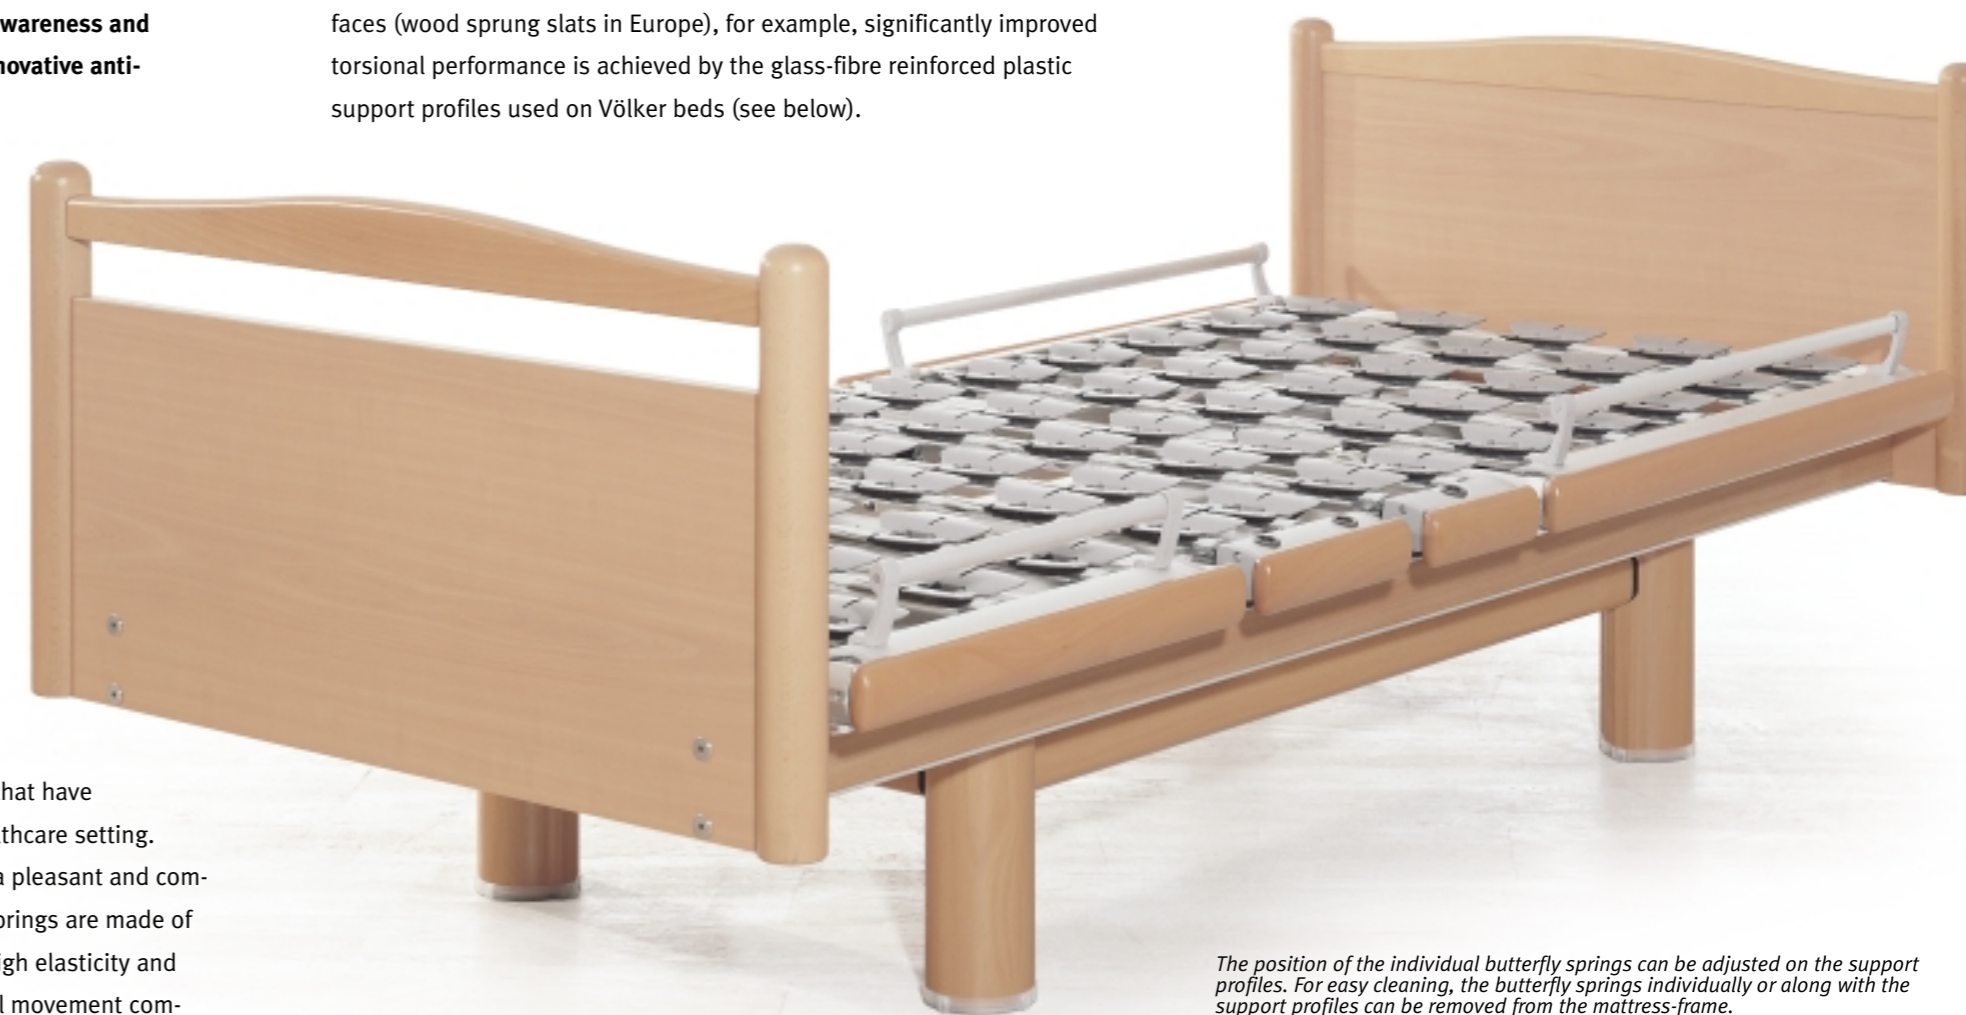 wareness and
novative anti-
faces (wood sprung slats in Europe), for example, significantly improved
torsional performance is achieved by the glass-fibre reinforced plastic
support profiles used on Völker beds (see below).
hat have
thcare setting.
a pleasant and com-
prings are made of
igh elasticity and
l movement com-
The position of the individual butterfly springs can be adjusted on the support
profiles. For easy cleaning, the butterfly springs individually or along with the
support profiles can be removed from the mattress-frame.